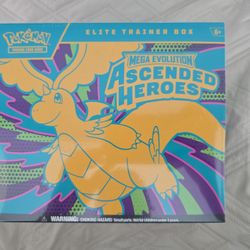 POKÉMON
TRADING CARD GAME
ELITE TRAINER BOX
6+
MEGA EVOLUTION
ASCENDED
HEROES
WARNING: CHOKING HAZARD